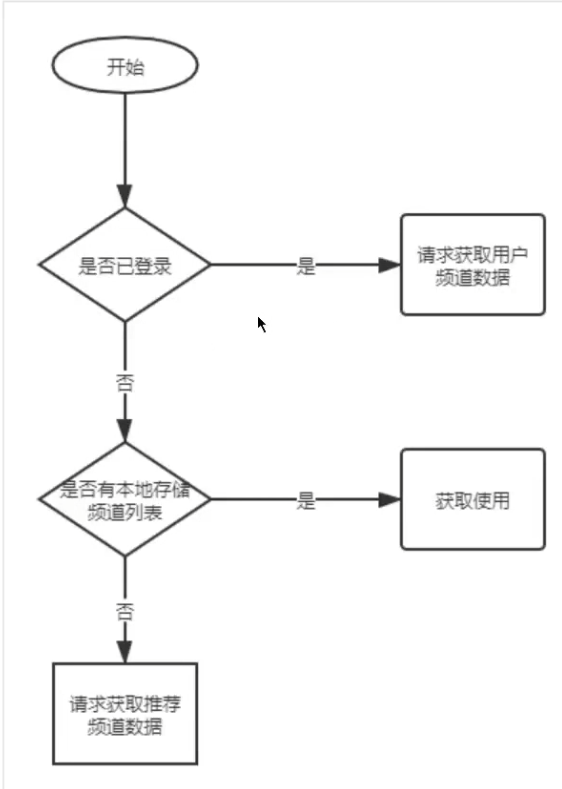 开始
是否已登录
是
请求获取用户
频道数据
否
是否有本地存储
频道列表
是
获取使用
否
请求获取推荐
频道数据